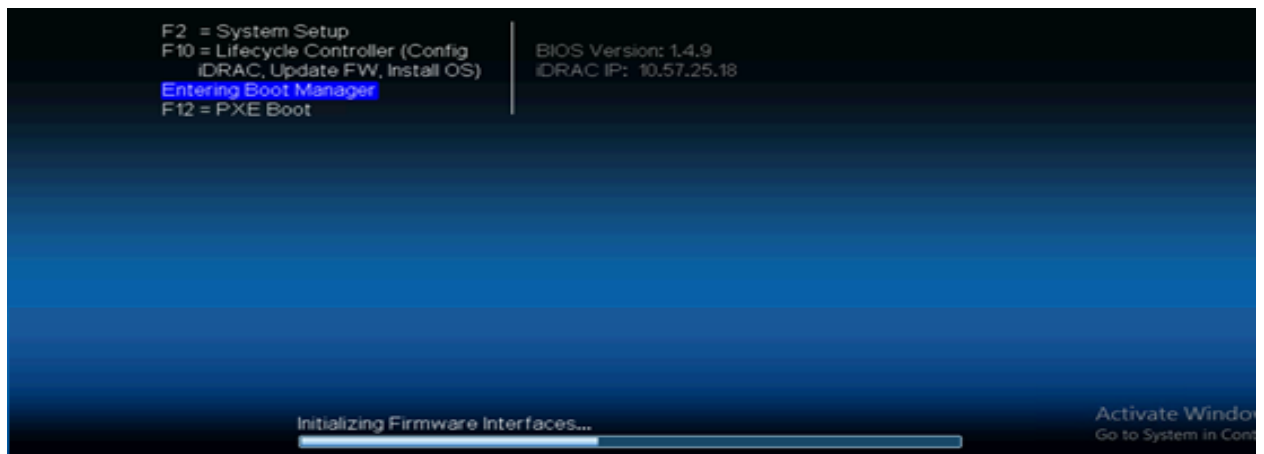 F2 = System Setup
F10 = Lifecycle Controller (Config
iDRAC, Update FW, Install OS)
Entering Boot Manager
F12 = PXE Boot
BIOS Version: 1.4.9
iDRAC IP: 10.57.25.18
Initializing Firmware Interfaces...
Activate Windo
Go to System in Cont